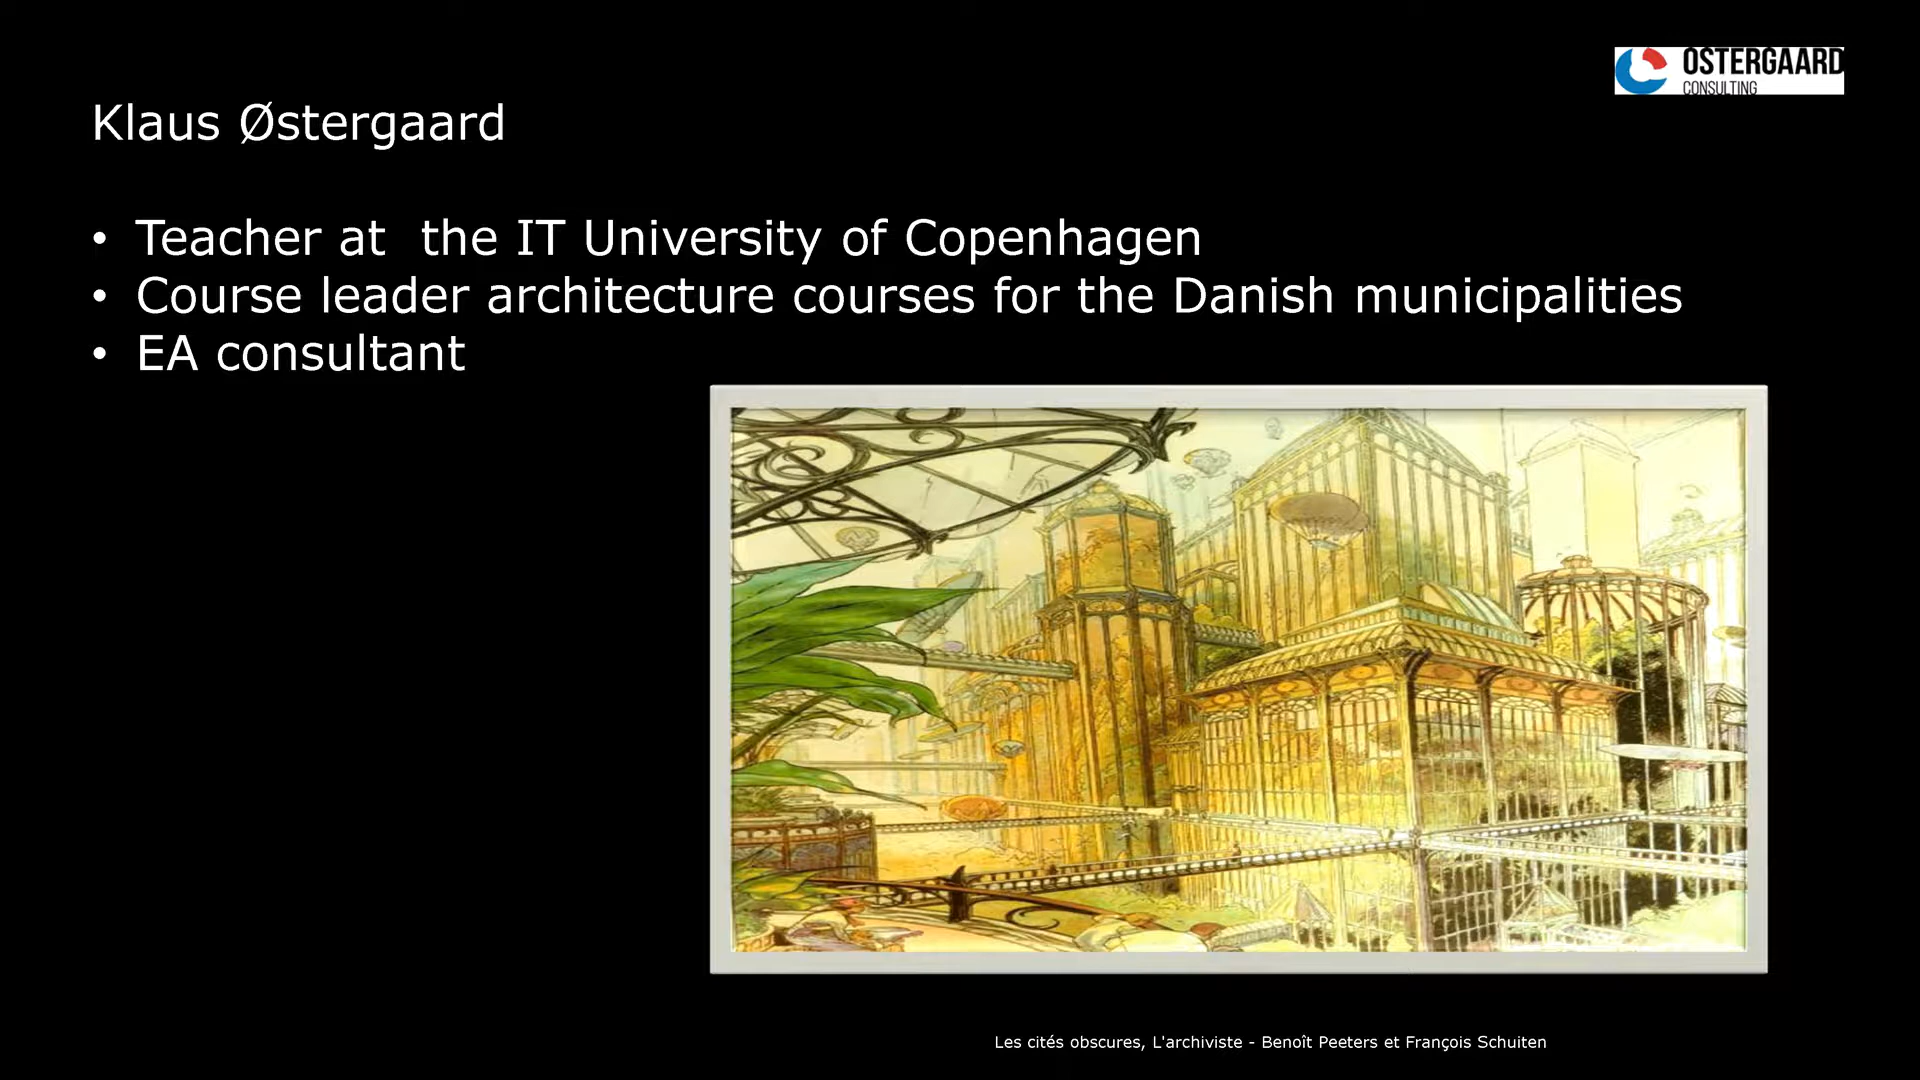 OSTERGAARD
CONSULTING
Klaus Østergaard
• Teacher at  the IT University of Copenhagen
• Course leader architecture courses for the Danish municipalities
• EA consultant
Les cités obscures, L'archiviste - Benoît Peeters et François Schuiten